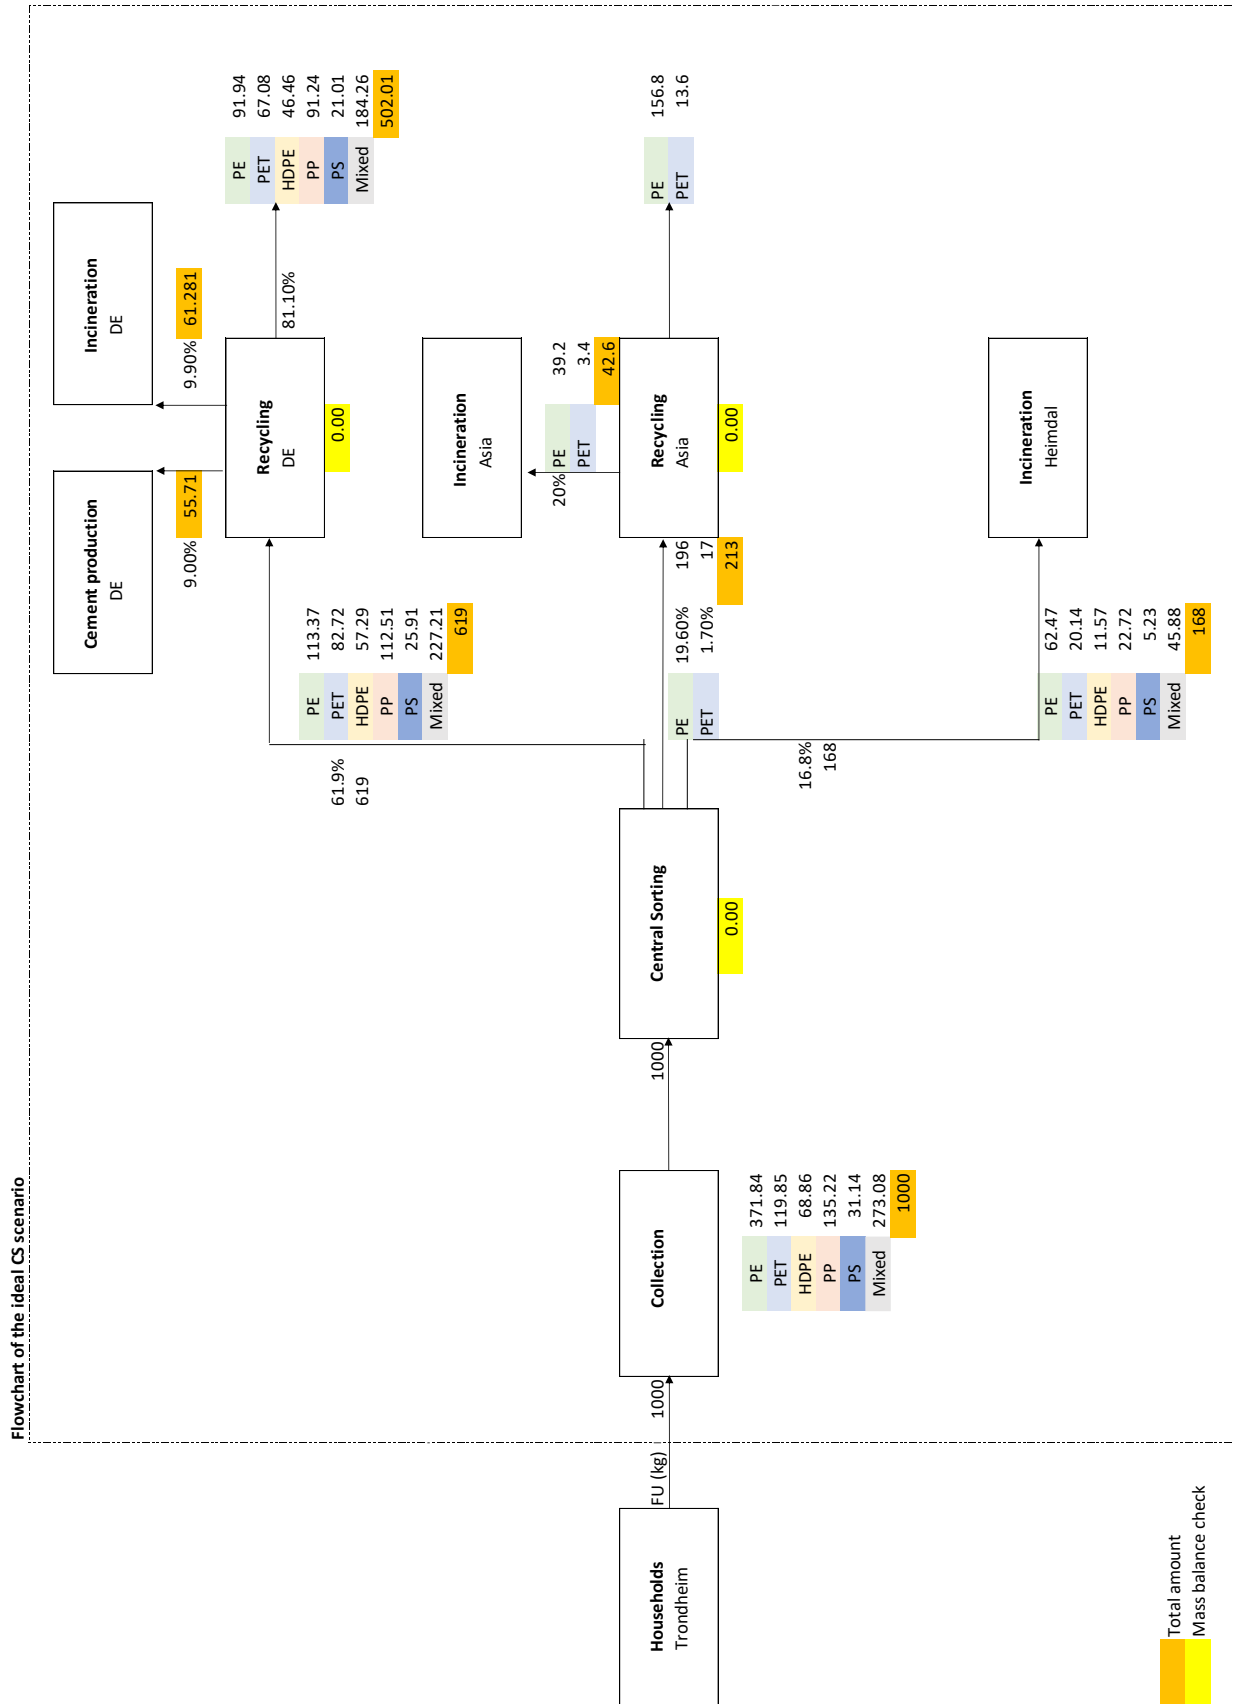 Flowchart of the ideal CS scenario
Households
Trondheim
FU (kg)
1000
Collection
PE 371.84
PET 119.85
HDPE 68.86
PP 135.22
PS 31.14
Mixed 273.08
1000
1000
Central Sorting
0.00
61.9%
619
PE 113.37
PET 82.72
HDPE 57.29
PP 112.51
PS 25.91
Mixed 227.21
619
Cement production
DE
9.00% 55.71
Incineration
DE
9.90% 61.281
Recycling
DE
0.00
81.10%
PE 91.94
PET 67.08
HDPE 46.46
PP 91.24
PS 21.01
Mixed 184.26
502.01
PE 19.60% 196
PET 1.70% 17
213
Incineration
Asia
20%
PE 39.2
PET 3.4
42.6
Recycling
Asia
0.00
PE 156.8
PET 13.6
16.8%
168
Incineration
Heimdal
PE 62.47
PET 20.14
HDPE 11.57
PP 22.72
PS 5.23
Mixed 45.88
168
Total amount
Mass balance check